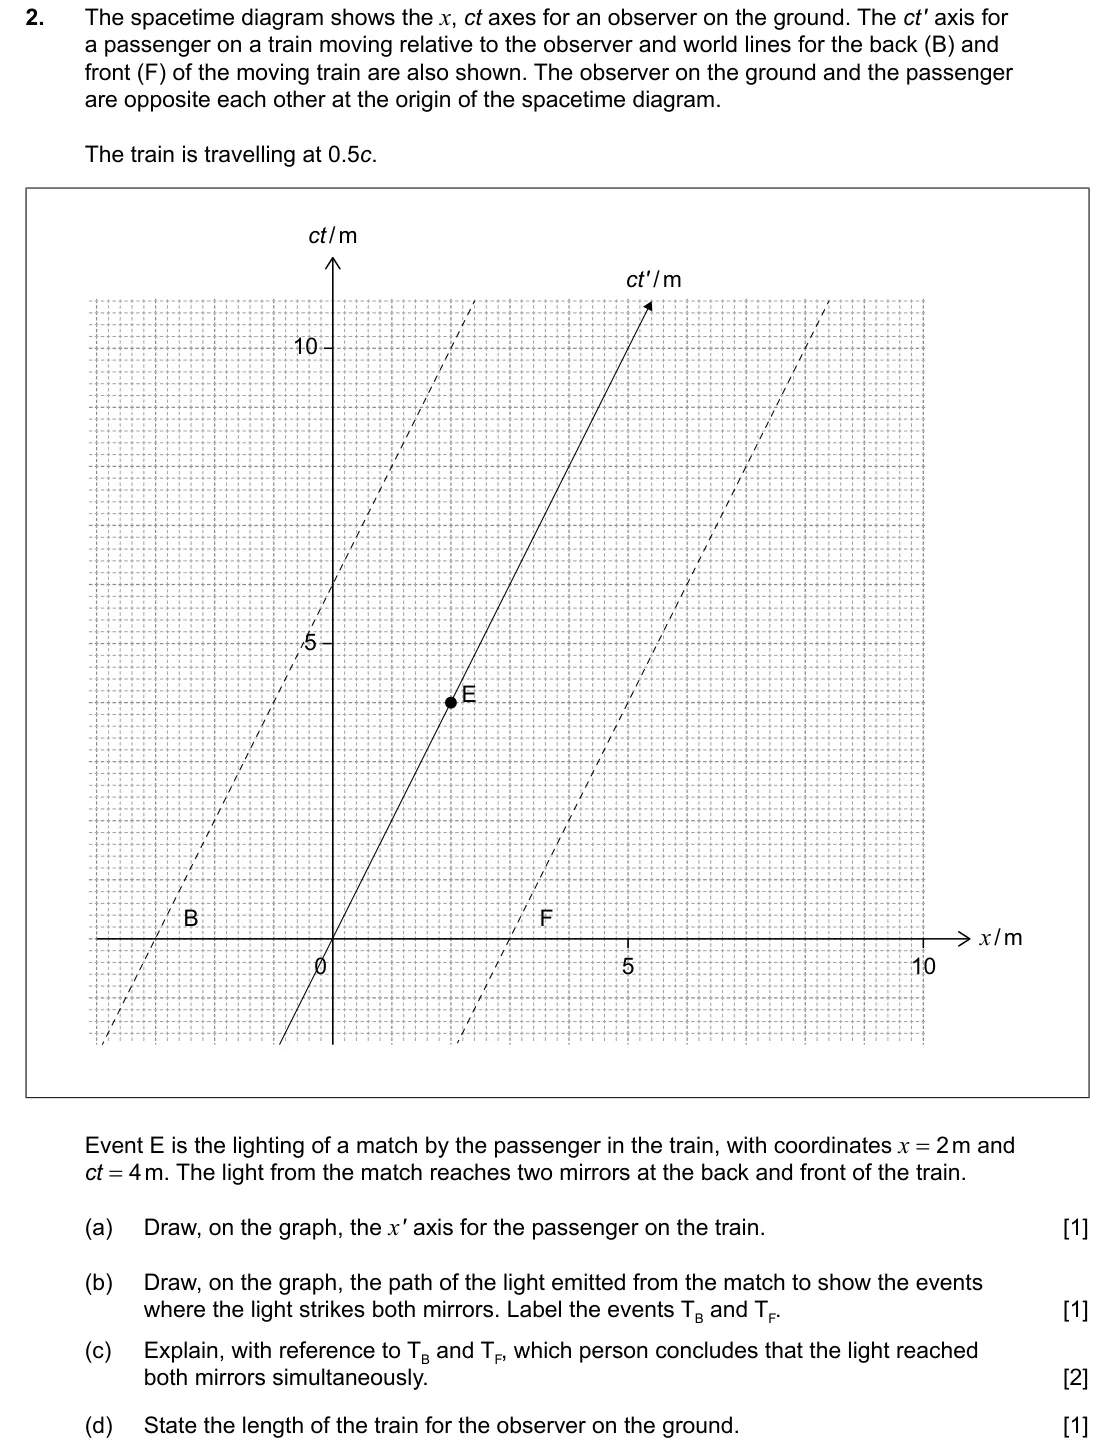 2. The spacetime diagram shows the x, ct axes for an observer on the ground. The ct' axis for
a passenger on a train moving relative to the observer and world lines for the back (B) and
front (F) of the moving train are also shown. The observer on the ground and the passenger
are opposite each other at the origin of the spacetime diagram.
The train is travelling at 0.5c.
ct/m
ct'/m
10
5
E
B
F
x/m
0
5
10
Event E is the lighting of a match by the passenger in the train, with coordinates x = 2m and
ct = 4m. The light from the match reaches two mirrors at the back and front of the train.
(a) Draw, on the graph, the x' axis for the passenger on the train. [1]
(b) Draw, on the graph, the path of the light emitted from the match to show the events
where the light strikes both mirrors. Label the events T_B and T_F. [1]
(c) Explain, with reference to T_B and T_F, which person concludes that the light reached
both mirrors simultaneously. [2]
(d) State the length of the train for the observer on the ground. [1]